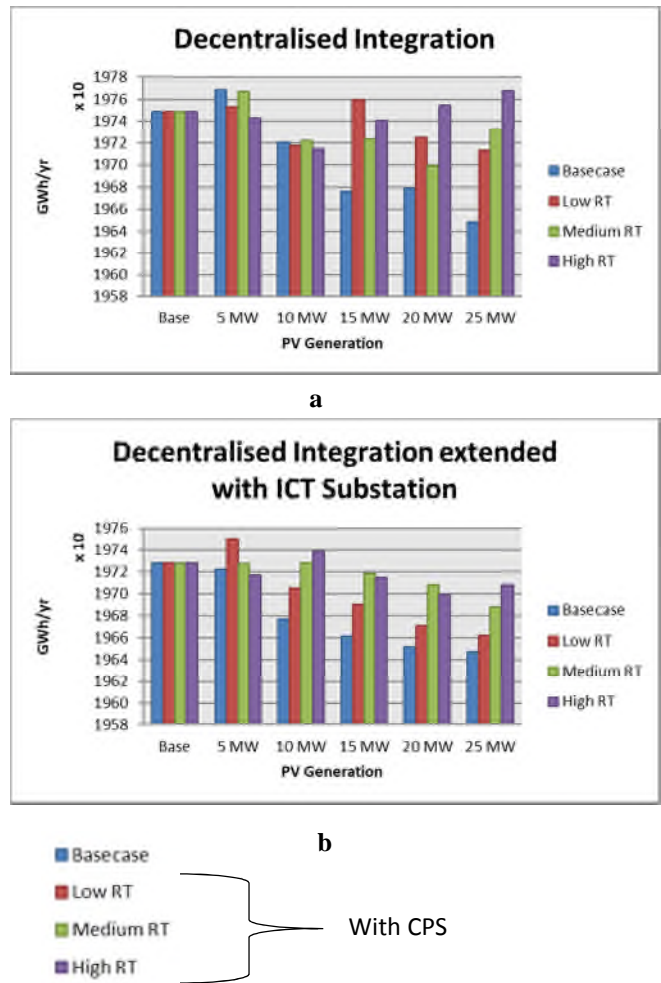 Decentralised Integration
1978
1976
1974
1972
1970
1968
1966
1964
1962
1960
1958
x 10
GWh/yr
Base 5 MW 10 MW 15 MW 20 MW 25 MW
PV Generation
Basecase
Low RT
Medium RT
High RT
a
Decentralised Integration extended
with ICT Substation
1976
1974
1972
1970
1968
1966
1964
1962
1960
1958
x 10
GWh/yr
Base 5 MW 10 MW 15 MW 20 MW 25 MW
PV Generation
Basecase
Low RT
Medium RT
High RT
b
Basecase
Low RT
Medium RT
High RT
With CPS